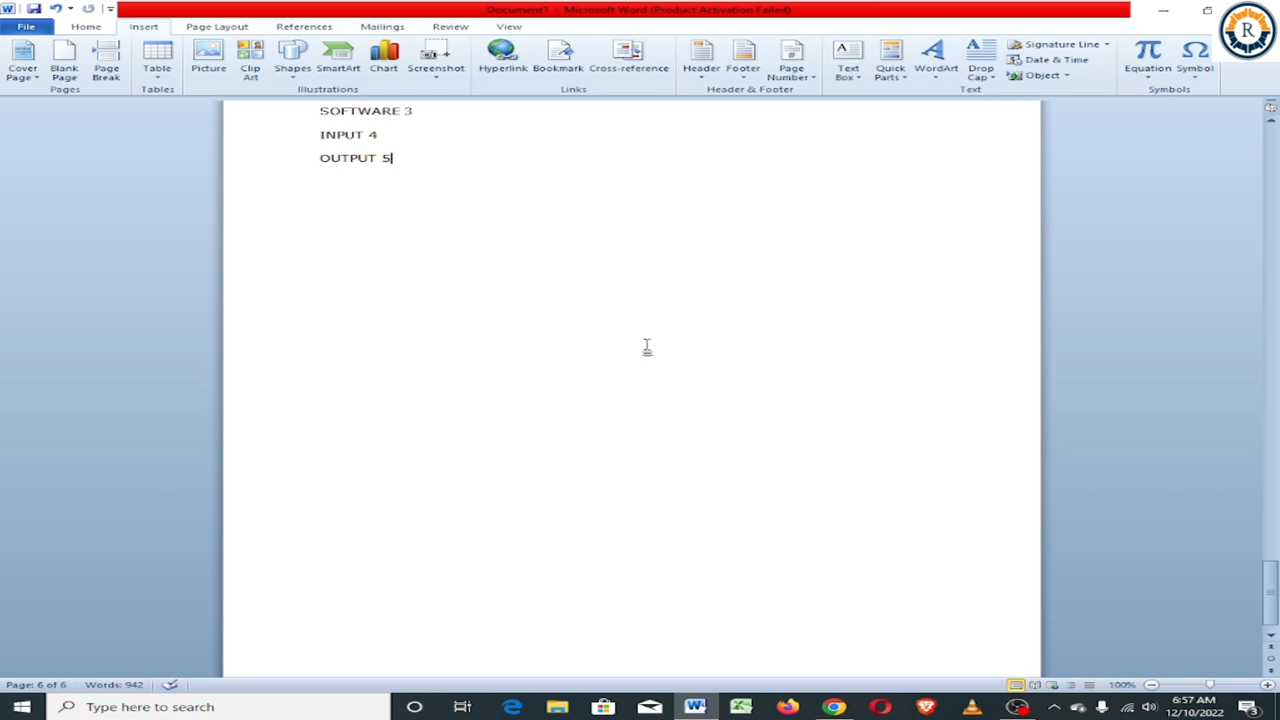 Document1 - Microsoft Word (Product Activation Failed)
File Home Insert Page Layout References Mailings Review View
Cover Page Blank Page Page Break Table Picture Clip Art Shapes SmartArt Chart Screenshot Hyperlink Bookmark Cross-reference Header Footer Page Number Text Box Quick Parts WordArt Drop Cap Signature Line Date & Time Object Equation Symbol
Pages Tables Illustrations Links Header & Footer Text Symbols
R
SOFTWARE 3
INPUT 4
OUTPUT 5
Page: 6 of 6 Words: 942 100%
Type here to search 6:57 AM
12/10/2022 3